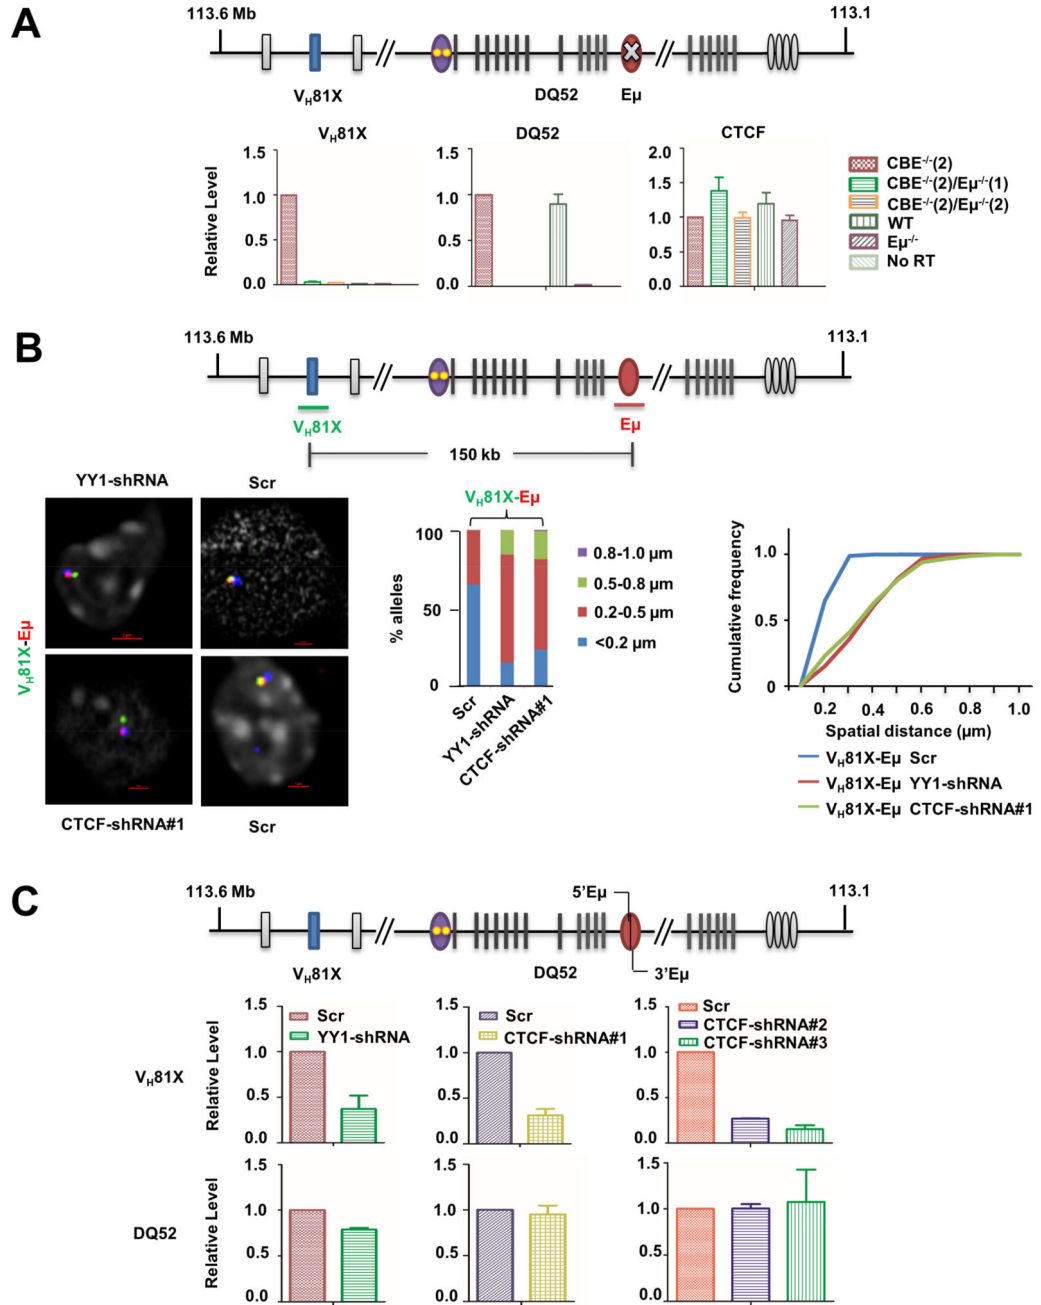 A
113.6 Mb
113.1
V_H81X
DQ52
Eμ
V_H81X
DQ52
CTCF
Relative Level
1.5
1.0
0.5
0.0
1.5
1.0
0.5
0.0
2.0
1.5
1.0
0.5
0.0
CBE-/-(2)
CBE-/-(2)/Eμ-/-(1)
CBE-/-(2)/Eμ-/-(2)
WT
Eμ-/-
No RT
B
113.6 Mb
113.1
V_H81X
Eμ
150 kb
YY1-shRNA
Scr
V_H81X-Eμ
CTCF-shRNA#1
Scr
V_H81X-Eμ
% alleles
100
50
0
Scr
YY1-shRNA
CTCF-shRNA#1
0.8-1.0 μm
0.5-0.8 μm
0.2-0.5 μm
<0.2 μm
Cumulative frequency
1.0
0.5
0
0.2
0.4
0.6
0.8
1.0
Spatial distance (μm)
V_H81X-Eμ Scr
V_H81X-Eμ YY1-shRNA
V_H81X-Eμ CTCF-shRNA#1
C
113.6 Mb
5'Eμ
113.1
V_H81X
DQ52
3'Eμ
V_H81X
Relative Level
1.5
1.0
0.5
0.0
Scr
YY1-shRNA
1.5
1.0
0.5
0.0
Scr
CTCF-shRNA#1
1.5
1.0
0.5
0.0
Scr
CTCF-shRNA#2
CTCF-shRNA#3
DQ52
Relative Level
1.5
1.0
0.5
0.0
1.5
1.0
0.5
0.0
1.5
1.0
0.5
0.0